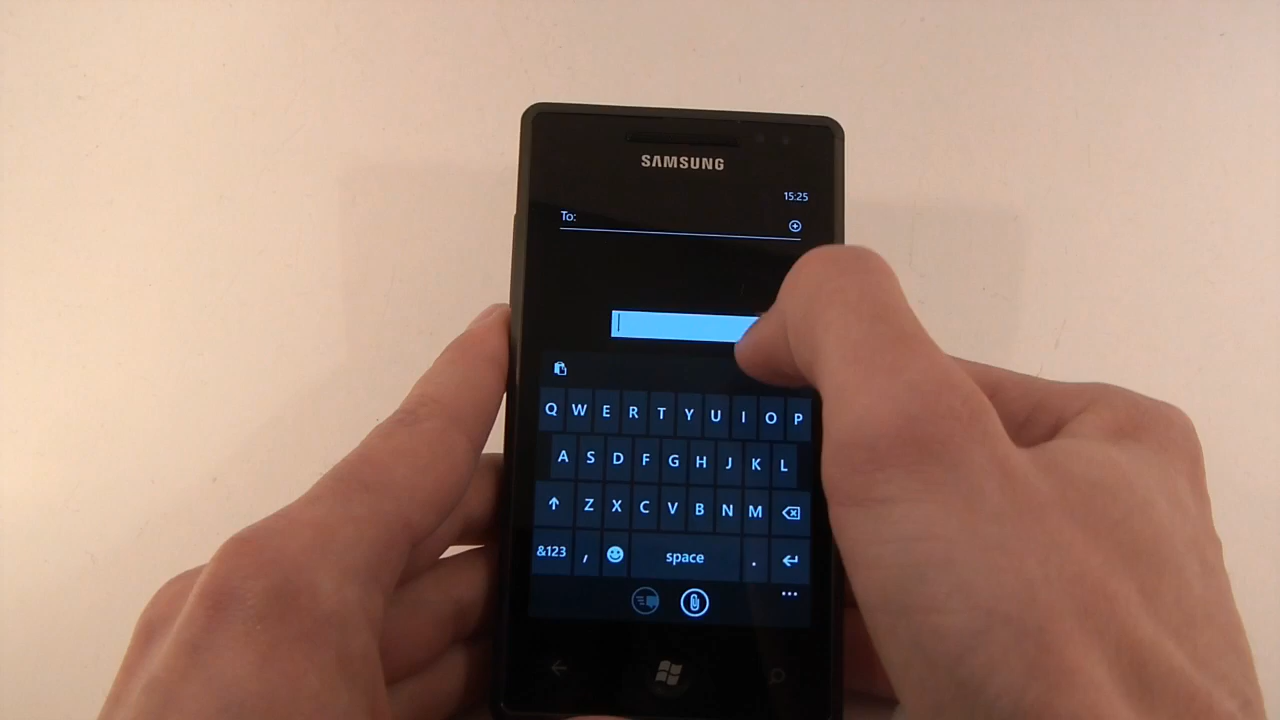 SAMSUNG
15:25
To:
Q W E R T Y U I O P
A S D F G H J K L
Z X C V B N M
&123 , space .